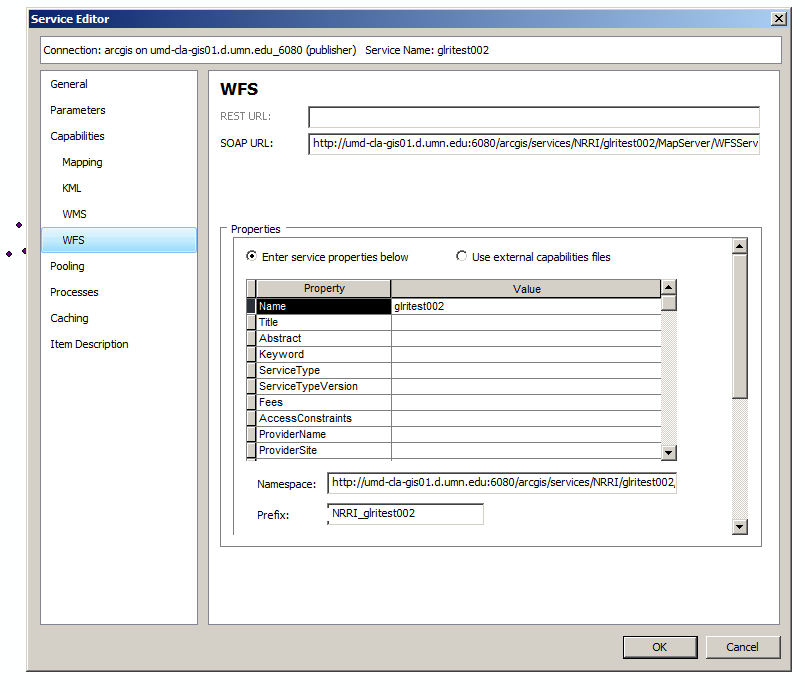 Service Editor
Connection: arcgis on umd-cla-gis01.d.umn.edu_6080 (publisher) Service Name: glritest002
General
Parameters
Capabilities
Mapping
KML
WMS
WFS
Pooling
Processes
Caching
Item Description
WFS
REST URL:
SOAP URL: http://umd-cla-gis01.d.umn.edu:6080/arcgis/services/NRRI/glritest002/MapServer/WFSServ
Properties
Enter service properties below Use external capabilities files
Property Value
Name glritest002
Title
Abstract
Keyword
ServiceType
ServiceTypeVersion
Fees
AccessConstraints
ProviderName
ProviderSite
Namespace: http://umd-cla-gis01.d.umn.edu:6080/arcgis/services/NRRI/glritest002/
Prefix: NRRI_glritest002
OK Cancel